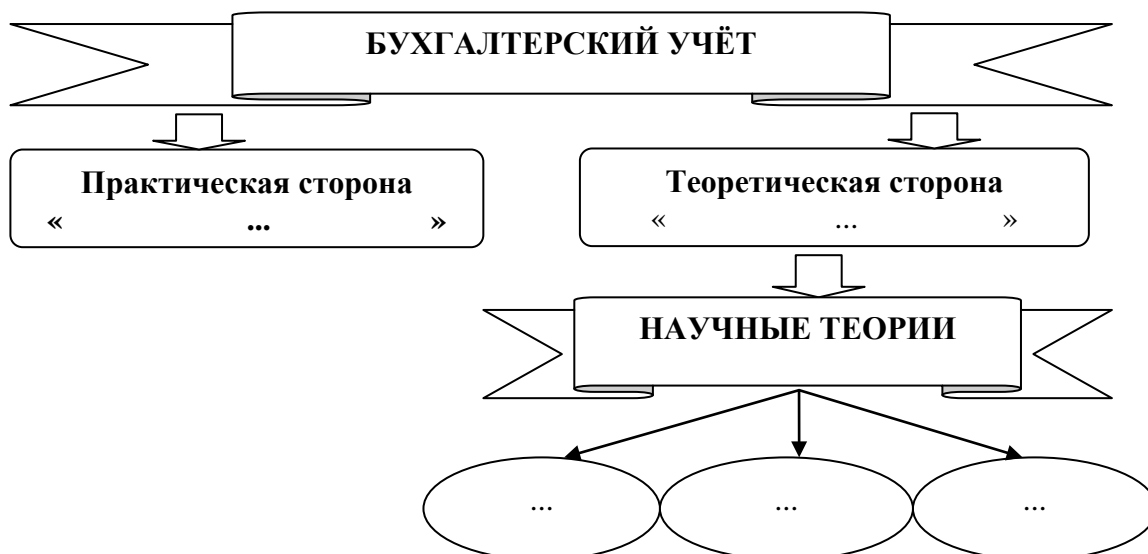 БУХГАЛТЕРСКИЙ УЧЁТ
Практическая сторона
« ... »
Теоретическая сторона
« ... »
НАУЧНЫЕ ТЕОРИИ
...
...
...